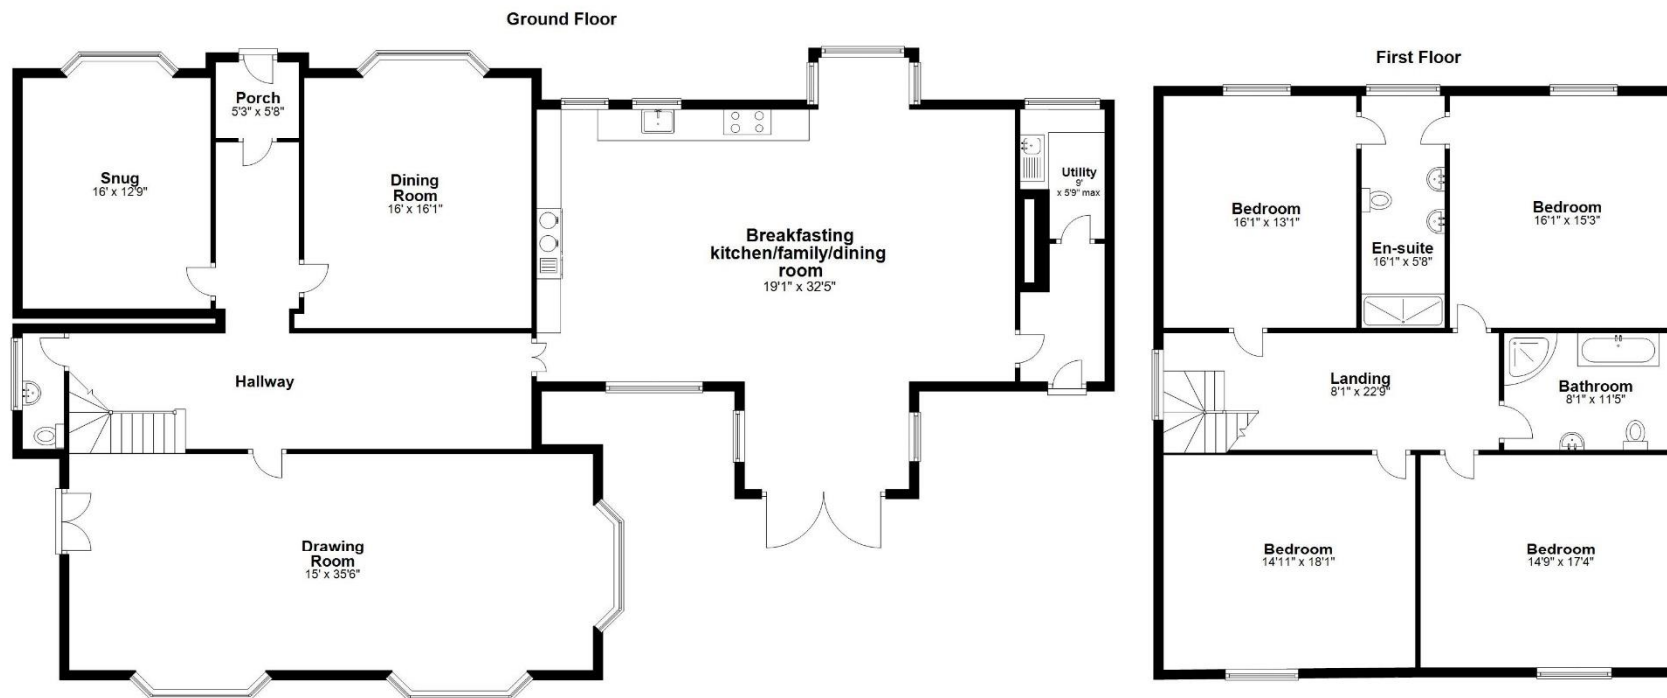 Ground Floor
Porch
5'3" x 5'8"
Snug
16' x 12'9"
Dining
Room
16' x 16'1"
Utility
9'
x 5'9" max
Breakfasting
kitchen/family/dining
room
19'1" x 32'5"
Hallway
Drawing
Room
15' x 35'6"
First Floor
Bedroom
16'1" x 13'1"
En-suite
16'1" x 5'8"
Bedroom
16'1" x 15'3"
Landing
8'1" x 22'9"
Bathroom
8'1" x 11'5"
Bedroom
14'11" x 18'1"
Bedroom
14'9" x 17'4"